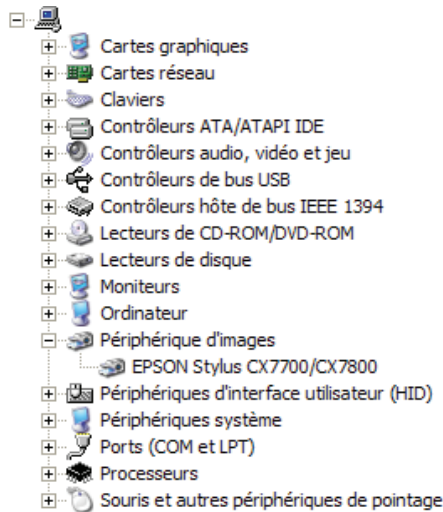 Cartes graphiques
Cartes réseau
Claviers
Contrôleurs ATA/ATAPI IDE
Contrôleurs audio, vidéo et jeu
Contrôleurs de bus USB
Contrôleurs hôte de bus IEEE 1394
Lecteurs de CD-ROM/DVD-ROM
Lecteurs de disque
Moniteurs
Ordinateur
Périphérique d'images
EPSON Stylus CX7700/CX7800
Périphériques d'interface utilisateur (HID)
Périphériques système
Ports (COM et LPT)
Processeurs
Souris et autres périphériques de pointage